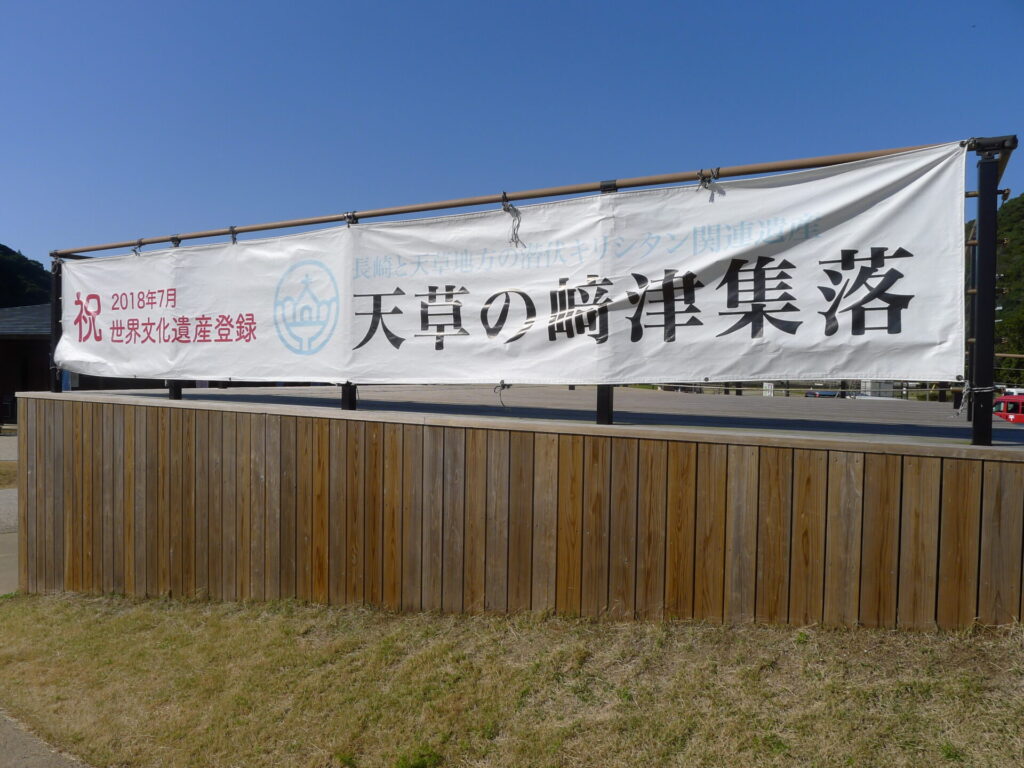 祝
2018年7月
世界文化遺産登録
長崎と天草地方の潜伏キリシタン関連遺産
天草の﨑津集落